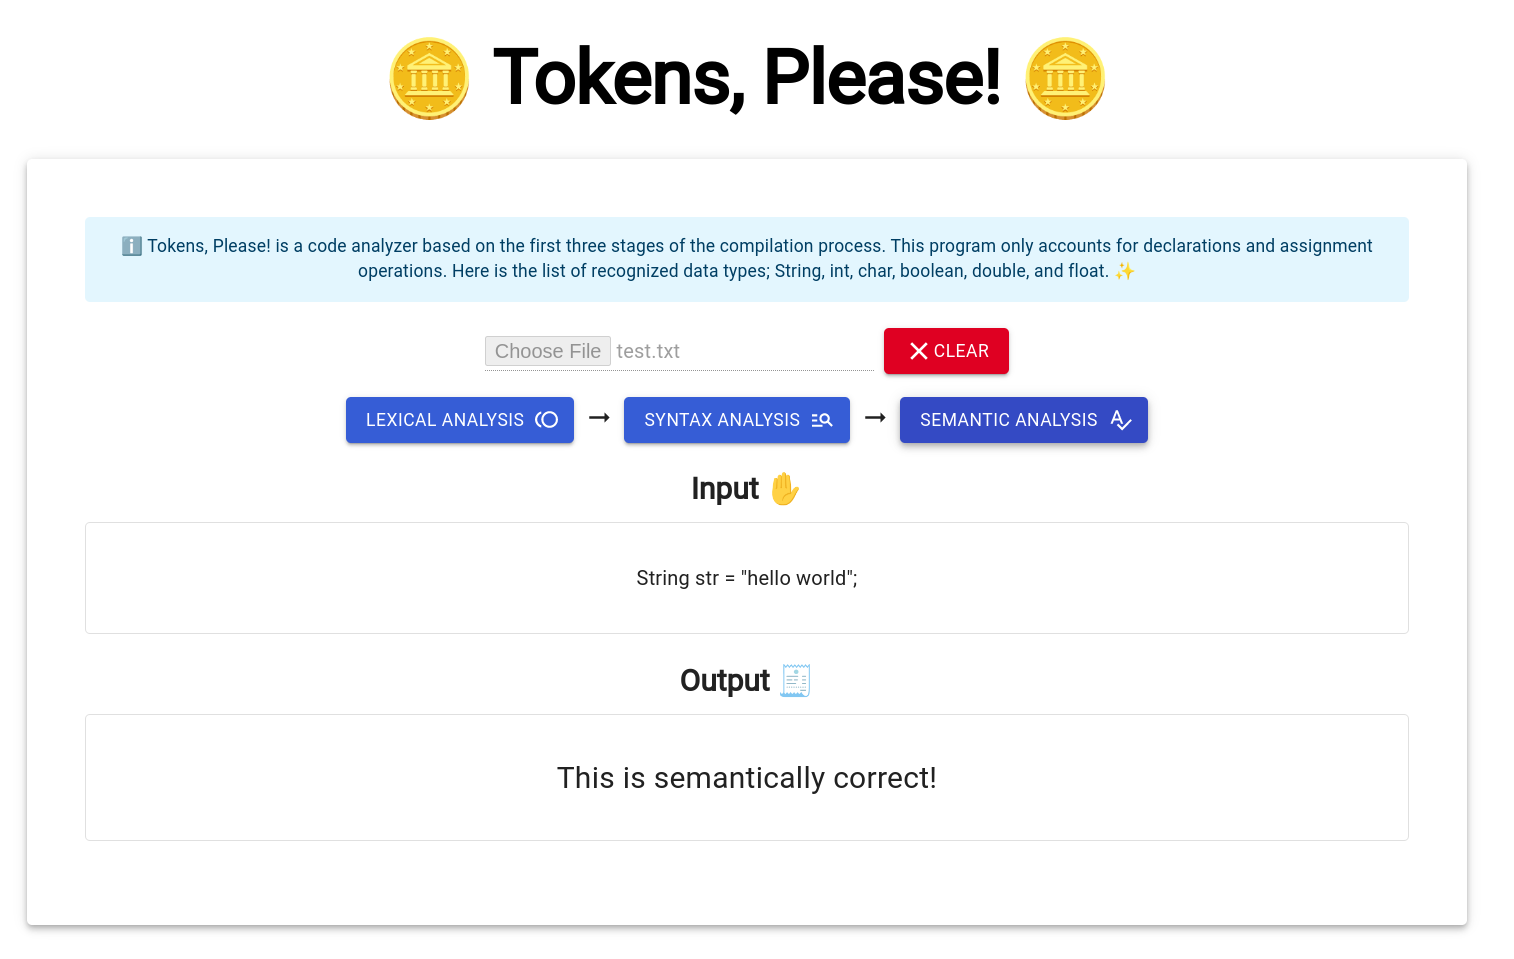 🪙 Tokens, Please! 🪙
ℹ️ Tokens, Please! is a code analyzer based on the first three stages of the compilation process. This program only accounts for declarations and assignment
operations. Here is the list of recognized data types; String, int, char, boolean, double, and float. ✨
Choose File test.txt CLEAR
LEXICAL ANALYSIS → SYNTAX ANALYSIS → SEMANTIC ANALYSIS
Input ✋
String str = "hello world";
Output 🧾
This is semantically correct!